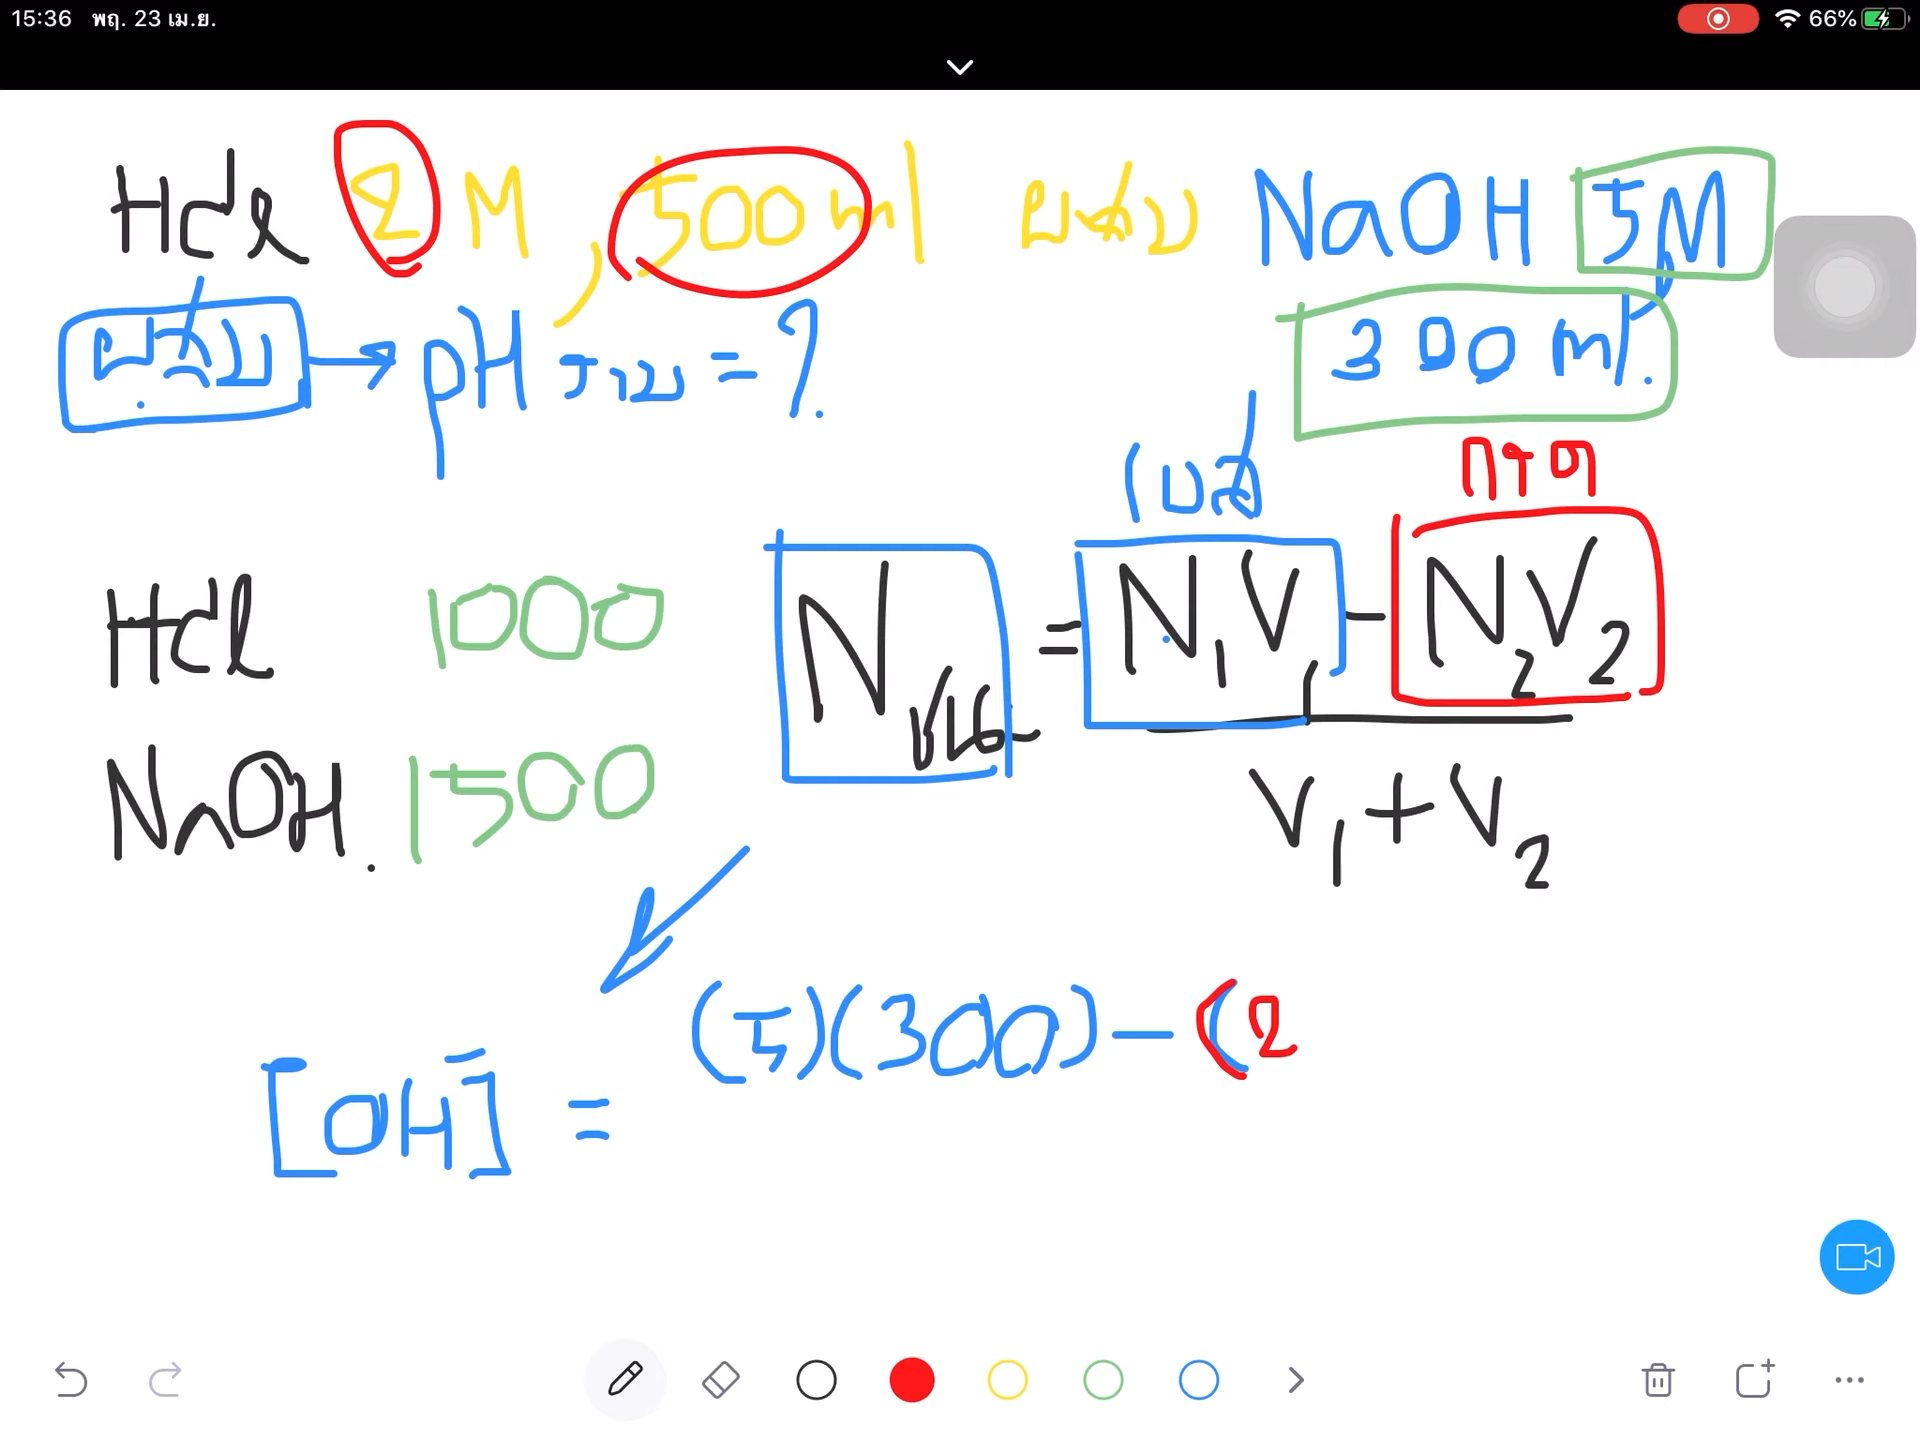 15:36 พฤ. 23 เม.ย. 66%
HCl 2 M, 500 ml ผสม NaOH 5M,
300 ml.
ผสม → pH รวม = ?
เบส กรด
HCl 1000
N = N₁V₁ - N₂V₂
V₁ + V₂
NaOH. 1500
(5)(300) - (2
[OH⁻] =